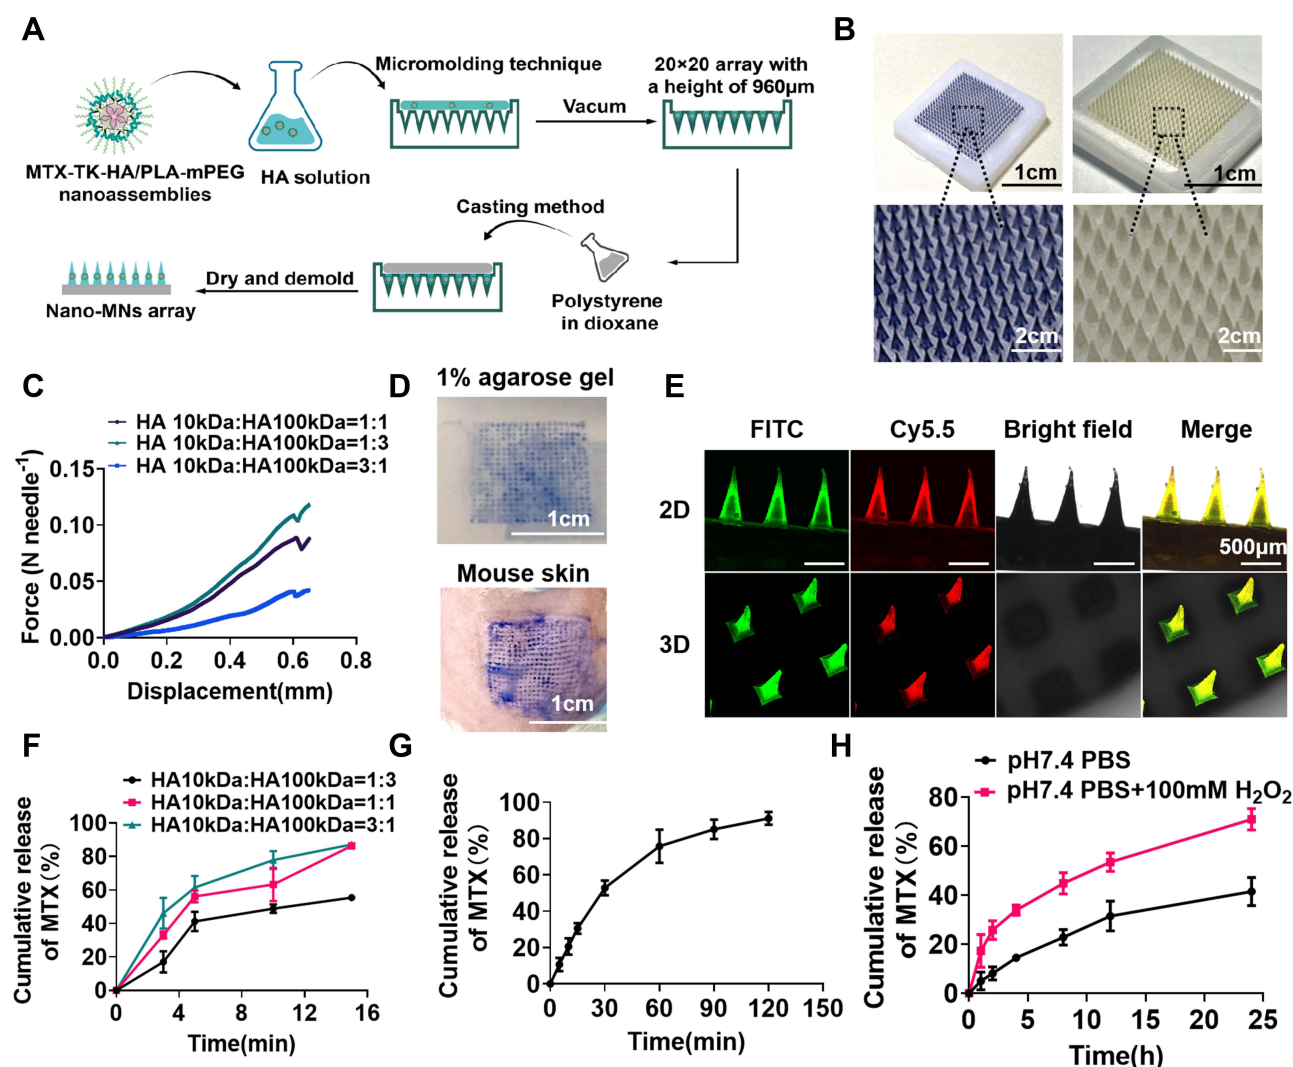 A
MTX-TK-HA/PLA-mPEG
nanoassemblies
HA solution
Micromolding technique
Vacum
20×20 array with
a height of 960μm
Casting method
Polystyrene
in dioxane
Dry and demold
Nano-MNs array
B
1cm
1cm
2cm
2cm
C
HA 10kDa:HA100kDa=1:1
HA 10kDa:HA100kDa=1:3
HA 10kDa:HA100kDa=3:1
Force (N needle⁻¹)
0.15
0.10
0.05
0.00
0.0 0.2 0.4 0.6 0.8
Displacement(mm)
D
1% agarose gel
1cm
Mouse skin
1cm
E
FITC Cy5.5 Bright field Merge
2D
500μm
3D
F
HA10kDa:HA100kDa=1:3
HA10kDa:HA100kDa=1:1
HA10kDa:HA100kDa=3:1
Cumulative release
of MTX(%)
100
80
60
40
20
0
0 4 8 12 16
Time(min)
G
Cumulative release
of MTX(%)
100
80
60
40
20
0
0 30 60 90 120 150
Time(min)
H
pH7.4 PBS
pH7.4 PBS+100mM H₂O₂
Cumulative release
of MTX(%)
80
60
40
20
0
0 5 10 15 20 25
Time(h)